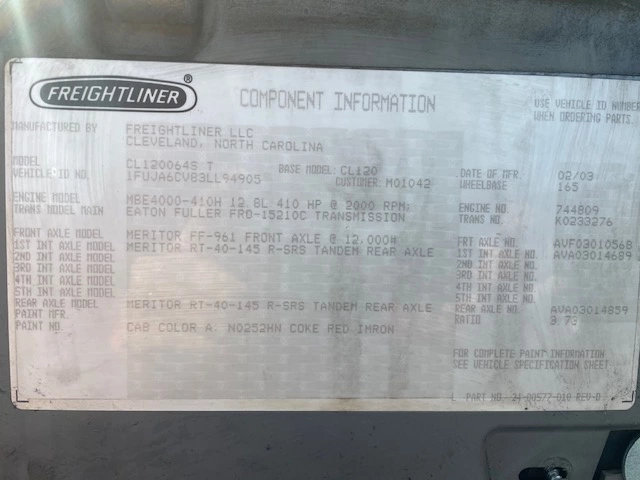 FREIGHTLINER ®
COMPONENT INFORMATION
USE VEHICLE ID NUMBER
WHEN ORDERING PARTS.
MANUFACTURED BY FREIGHTLINER LLC
CLEVELAND, NORTH CAROLINA
MODEL CL120064S T BASE MODEL CL120 DATE OF MFR. 02/03
VEHICLE ID NO. 1FUJA6CV83LL94905 CUSTOMER: M01042 WHEELBASE 165
ENGINE MODEL MBE4000-410H 12.8L 410 HP @ 2000 RPM, ENGINE NO. 744809
TRANS MODEL MAIN EATON FULLER FRO-15210C TRANSMISSION TRANS NO. K0233276
FRONT AXLE MODEL MERITOR FF-961 FRONT AXLE @ 12,000# FRT AXLE NO. AVF03010568
1ST INT AXLE MODEL MERITOR RT-40-145 R-SRS TANDEM REAR AXLE 1ST INT AXLE NO. AVA03014689
2ND INT AXLE MODEL 2ND INT AXLE NO.
3RD INT AXLE MODEL 3RD INT AXLE NO.
4TH INT AXLE MODEL 4TH INT AXLE NO.
5TH INT AXLE MODEL 5TH INT AXLE NO.
REAR AXLE MODEL MERITOR RT-40-145 R-SRS TANDEM REAR AXLE REAR AXLE NO. AVA03014859
PAINT MFR. RATIO 3.73
PAINT NO. CAB COLOR A: N0252HN COKE RED IMRON
FOR COMPLETE PAINT INFORMATION
SEE VEHICLE SPECIFICATION SHEET
PART NO. 24-00577-010 REV-D